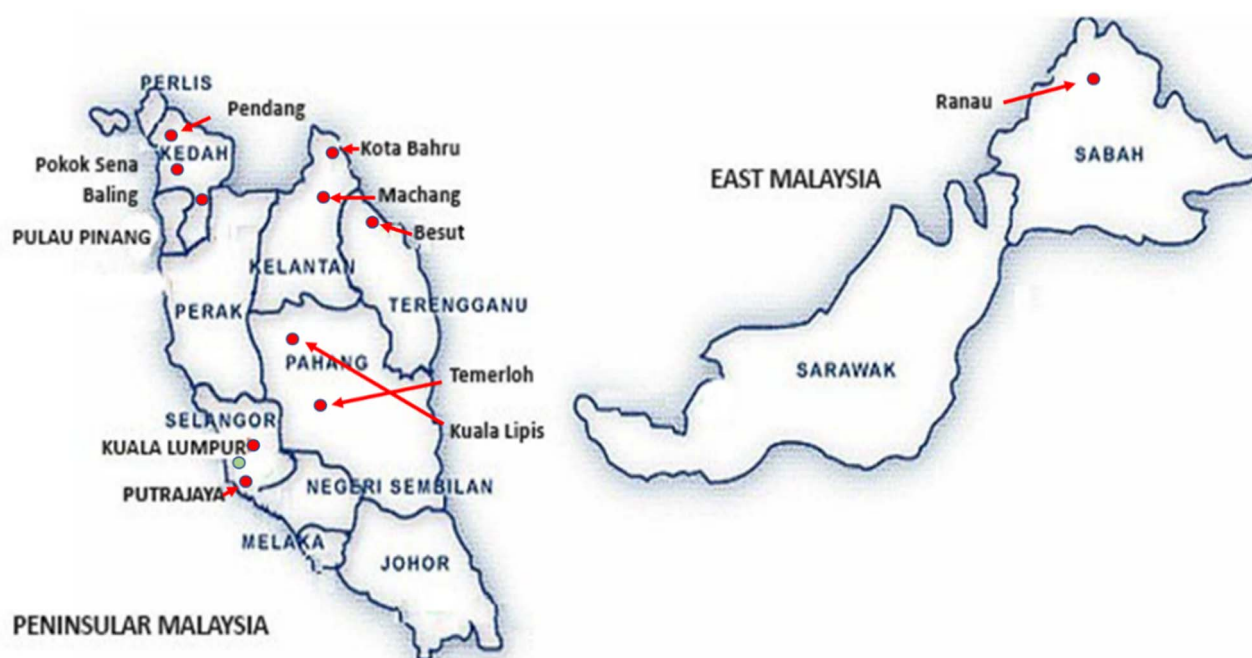 PERLIS
Pendang
KEDAH
Pokok Sena
Baling
PULAU PINANG
Kota Bahru
Machang
Besut
KELANTAN
TERENGGANU
PERAK
PAHANG
Temerloh
Kuala Lipis
SELANGOR
KUALA LUMPUR
PUTRAJAYA
NEGERI SEMBILAN
MELAKA
JOHOR
PENINSULAR MALAYSIA
Ranau
SABAH
EAST MALAYSIA
SARAWAK